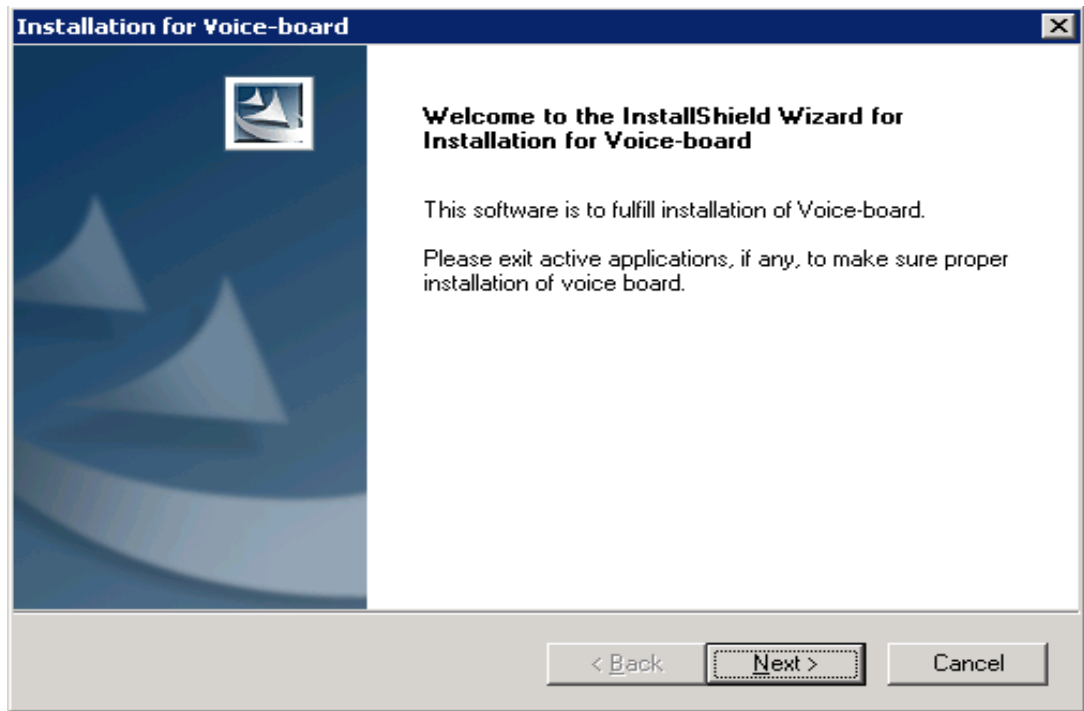 Installation for Voice-board
Welcome to the InstallShield Wizard for
Installation for Voice-board
This software is to fulfill installation of Voice-board.
Please exit active applications, if any, to make sure proper
installation of voice board.
< Back
Next >
Cancel